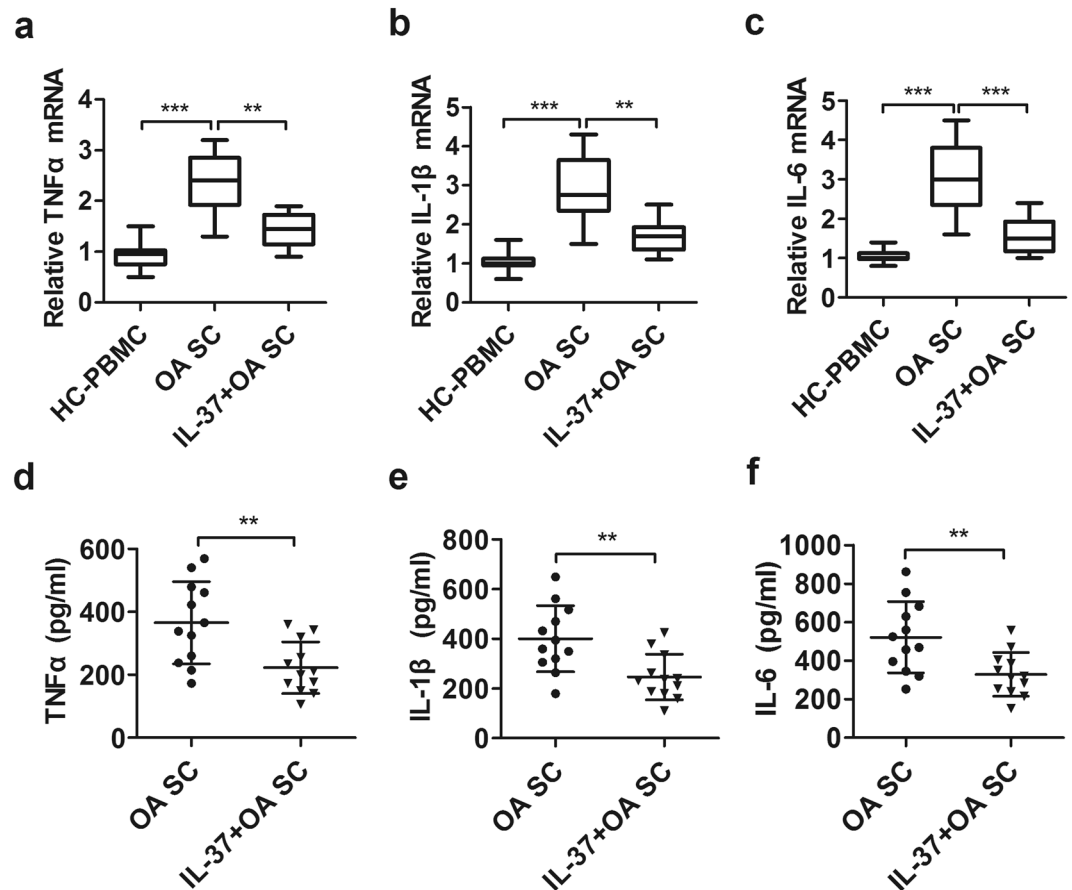 a
Relative TNFα mRNA
4
3
2
1
0
***
**
HC-PBMC
OA SC
IL-37+OA SC
b
Relative IL-1β mRNA
5
4
3
2
1
0
***
**
HC-PBMC
OA SC
IL-37+OA SC
c
Relative IL-6 mRNA
5
4
3
2
1
0
***
***
HC-PBMC
OA SC
IL-37+OA SC
d
TNFα (pg/ml)
600
400
200
0
**
OA SC
IL-37+OA SC
e
IL-1β (pg/ml)
800
600
400
200
0
**
OA SC
IL-37+OA SC
f
IL-6 (pg/ml)
1000
800
600
400
200
0
**
OA SC
IL-37+OA SC